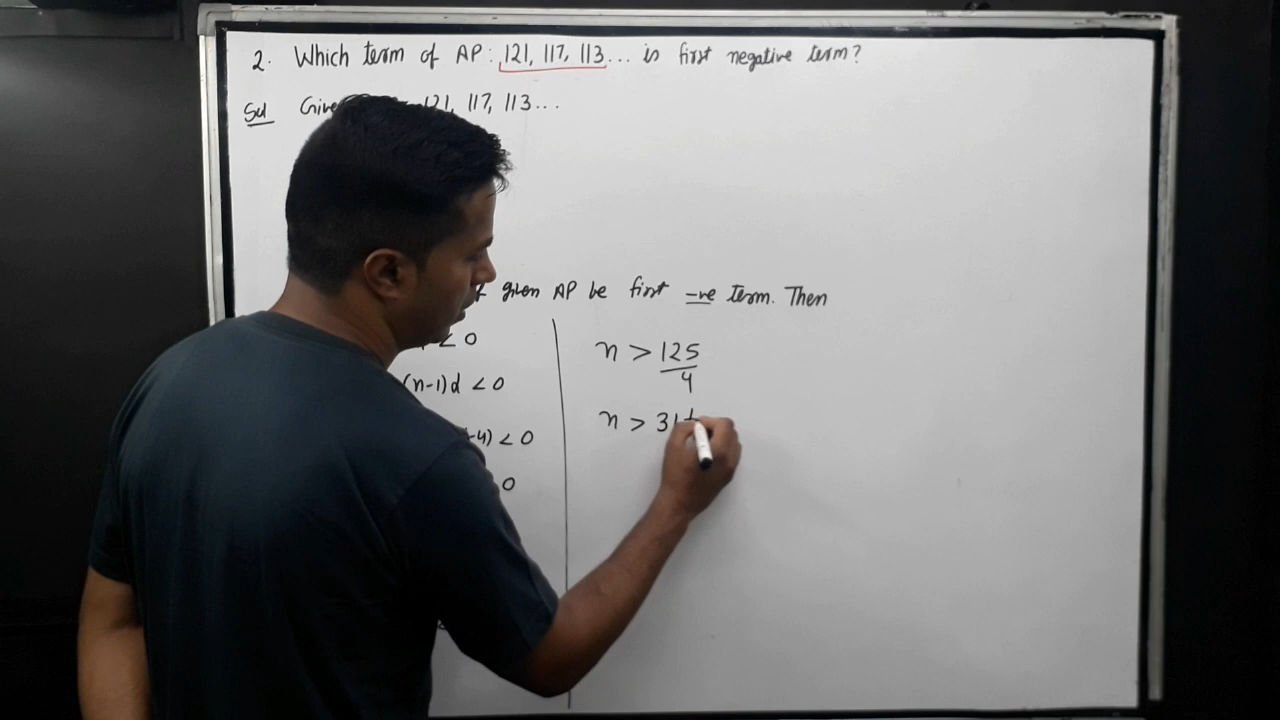 2. Which term of AP: 121, 117, 113... is first negative term?
Sol Give 121, 117, 113...
given AP be first -ve term. Then
< 0
(n-1)d < 0
-4) < 0
0
n > 125/4
n > 31